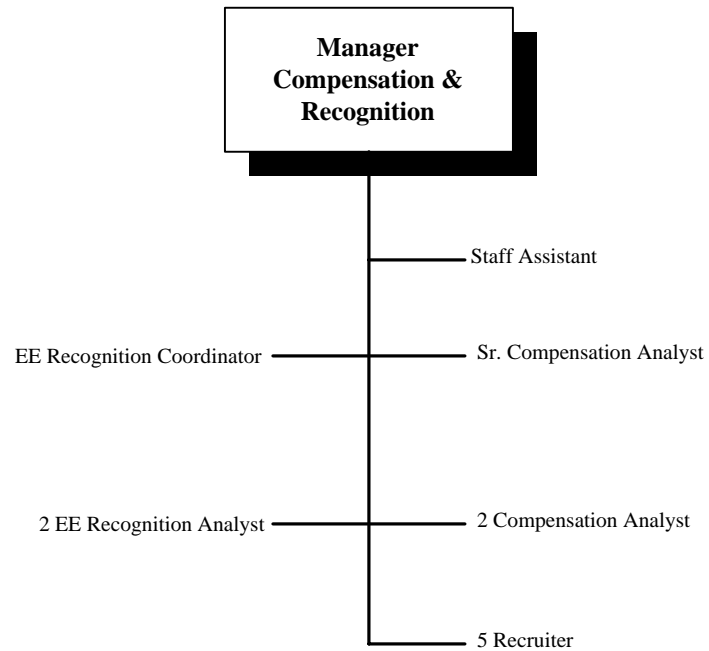 Manager
Compensation &
Recognition
Staff Assistant
EE Recognition Coordinator
Sr. Compensation Analyst
2 EE Recognition Analyst
2 Compensation Analyst
5 Recruiter